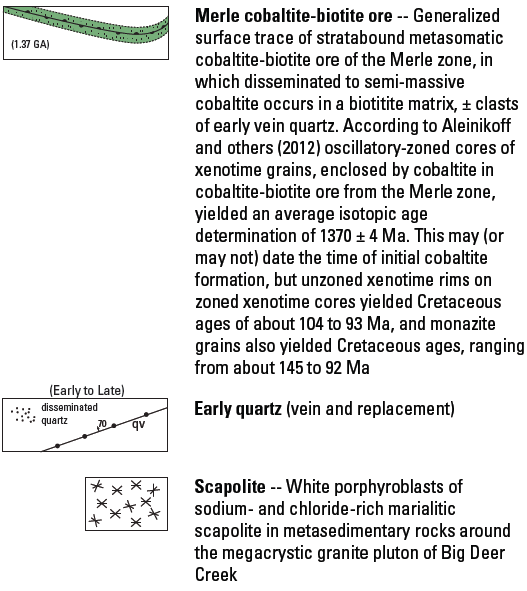 (1.37 GA)
Merle cobaltite-biotite ore -- Generalized
surface trace of stratabound metasomatic
cobaltite-biotite ore of the Merle zone, in
which disseminated to semi-massive
cobaltite occurs in a biotitite matrix, ± clasts
of early vein quartz. According to Aleinikoff
and others (2012) oscillatory-zoned cores of
xenotime grains, enclosed by cobaltite in
cobaltite-biotite ore from the Merle zone,
yielded an average isotopic age
determination of 1370 ± 4 Ma. This may (or
may not) date the time of initial cobaltite
formation, but unzoned xenotime rims on
zoned xenotime cores yielded Cretaceous
ages of about 104 to 93 Ma, and monazite
grains also yielded Cretaceous ages, ranging
from about 145 to 92 Ma
(Early to Late)
disseminated
quartz
70
qv
Early quartz (vein and replacement)
Scapolite -- White porphyroblasts of
sodium- and chloride-rich marialitic
scapolite in metasedimentary rocks around
the megacrystic granite pluton of Big Deer
Creek